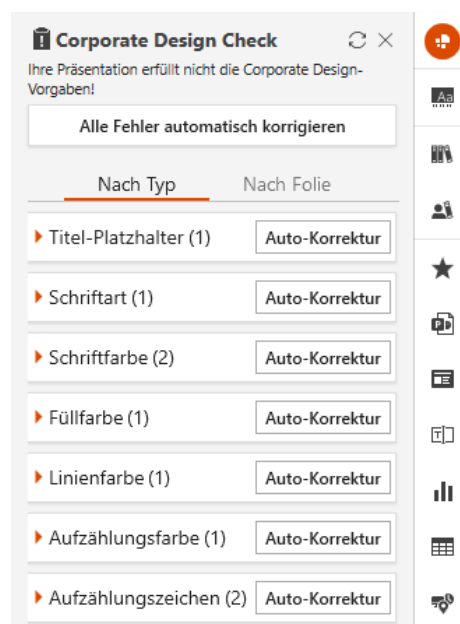 Corporate Design Check
Ihre Präsentation erfüllt nicht die Corporate Design-
Vorgaben!
Alle Fehler automatisch korrigieren
Nach Typ Nach Folie
Titel-Platzhalter (1) Auto-Korrektur
Schriftart (1) Auto-Korrektur
Schriftfarbe (2) Auto-Korrektur
Füllfarbe (1) Auto-Korrektur
Linienfarbe (1) Auto-Korrektur
Aufzählungsfarbe (1) Auto-Korrektur
Aufzählungszeichen (2) Auto-Korrektur
Aa
P
T